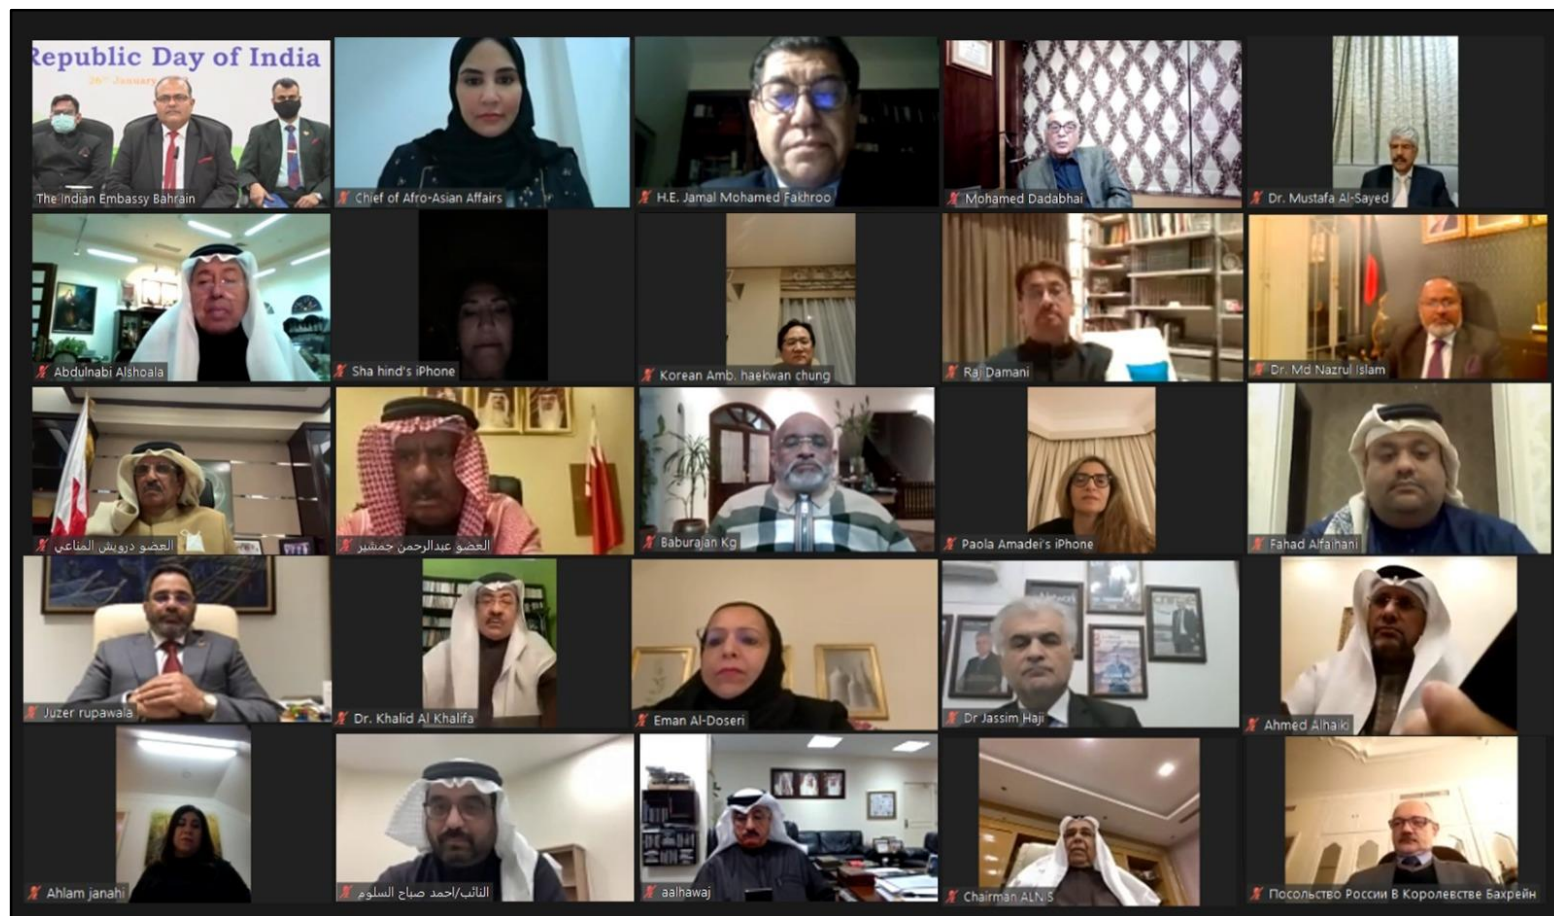 Republic Day of India
26th January
The Indian Embassy Bahrain
Chief of Afro-Asian Affairs
H.E. Jamal Mohamed Fakhroo
Mohamed Dadabhai
Dr. Mustafa Al-Sayed
Abdulnabi Alshoala
Sha hind's iPhone
Korean Amb. haekwan chung
Raj Damani
Dr. Md Nazrul Islam
العضو درويش المناعي
العضو عبدالرحمن جمشير
Baburajan Kg
Paola Amadei's iPhone
Fahad Alfaihani
Juzer rupawala
Dr. Khalid Al Khalifa
Eman Al-Doseri
Dr Jassim Haji
Ahmed Alhaiki
Ahlam janahi
النائب/احمد صباح السلوم
aalhawaj
Chairman ALN S
Посольство России В Королевстве Бахрейн